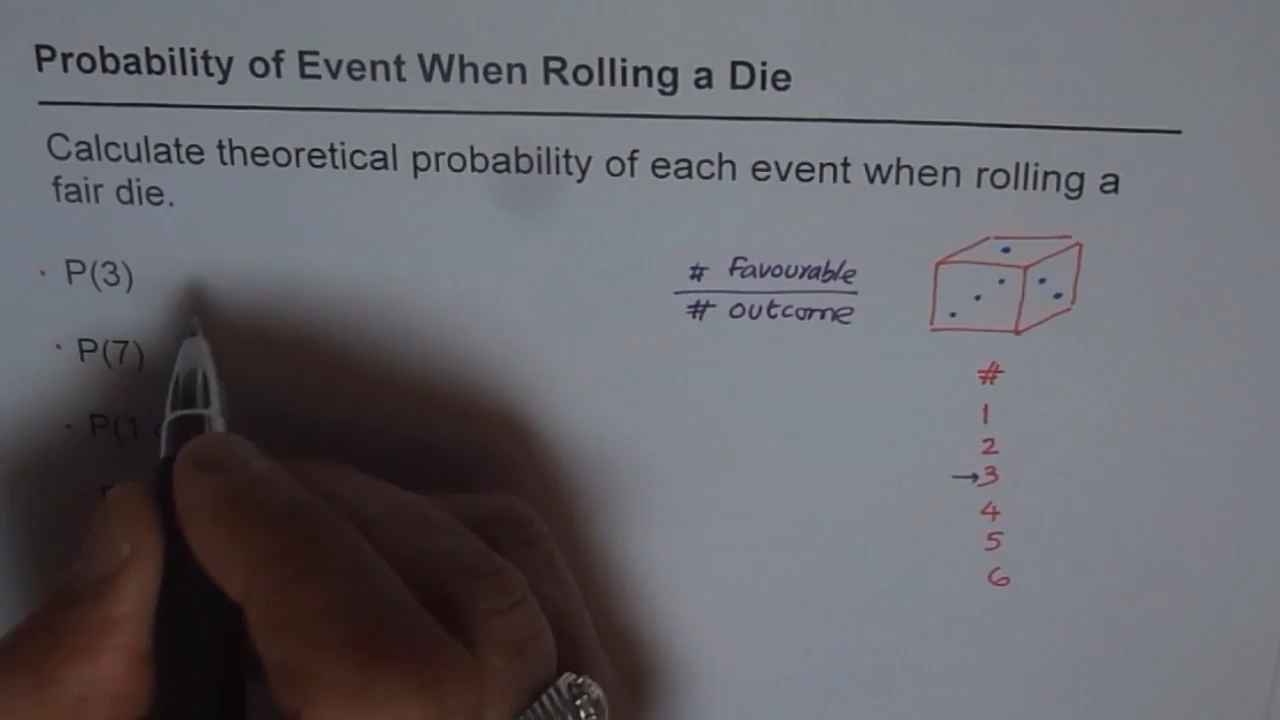 Probability of Event When Rolling a Die
Calculate theoretical probability of each event when rolling a
fair die.
· P(3)
# Favourable
# outcome
· P(7)
· P(1
#
1
2
→3
4
5
6